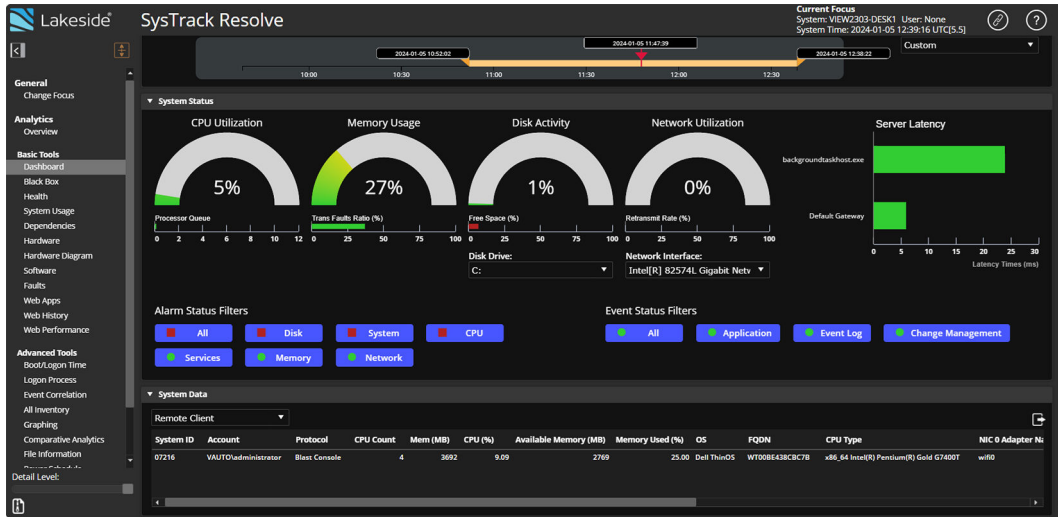 Lakeside®
SysTrack Resolve
Current Focus
System: VIEW2303-DESK1 User: None
System Time: 2024-01-05 12:39:16 UTC[5.5]
?
General
Change Focus
Analytics
Overview
Basic Tools
Dashboard
Black Box
Health
System Usage
Dependencies
Hardware
Hardware Diagram
Software
Faults
Web Apps
Web History
Web Performance
Advanced Tools
Boot/Logon Time
Logon Process
Event Correlation
All Inventory
Graphing
Comparative Analytics
File Information
Detail Level:
2024-01-05 10:52:02
2024-01-05 11:47:39
2024-01-05 12:38:22
Custom
10:00 10:30 11:00 11:30 12:00 12:30
System Status
CPU Utilization Memory Usage Disk Activity Network Utilization Server Latency
5% 27% 1% 0%
backgroundtaskhost.exe
Default Gateway
0 5 10 15 20 25 30
Latency Times (ms)
Processor Queue Trans Faults Ratio (%) Free Space (%) Retransmit Rate (%)
0 2 4 6 8 10 12 0 25 50 75 100 0 25 50 75 100 0 25 50 75 100
Disk Drive: Network Interface:
C: Intel[R] 82574L Gigabit Netv
Alarm Status Filters Event Status Filters
All Disk System CPU All Application Event Log Change Management
Services Memory Network
System Data
Remote Client
System ID Account Protocol CPU Count Mem (MB) CPU (%) Available Memory (MB) Memory Used (%) OS FQDN CPU Type NIC 0 Adapter Na
07216 VAUTO\administrator Blast Console 4 3692 9.09 2769 25.00 Dell ThinOS WT00BE438CBC7B x86_64 Intel(R) Pentium(R) Gold G7400T wifi0